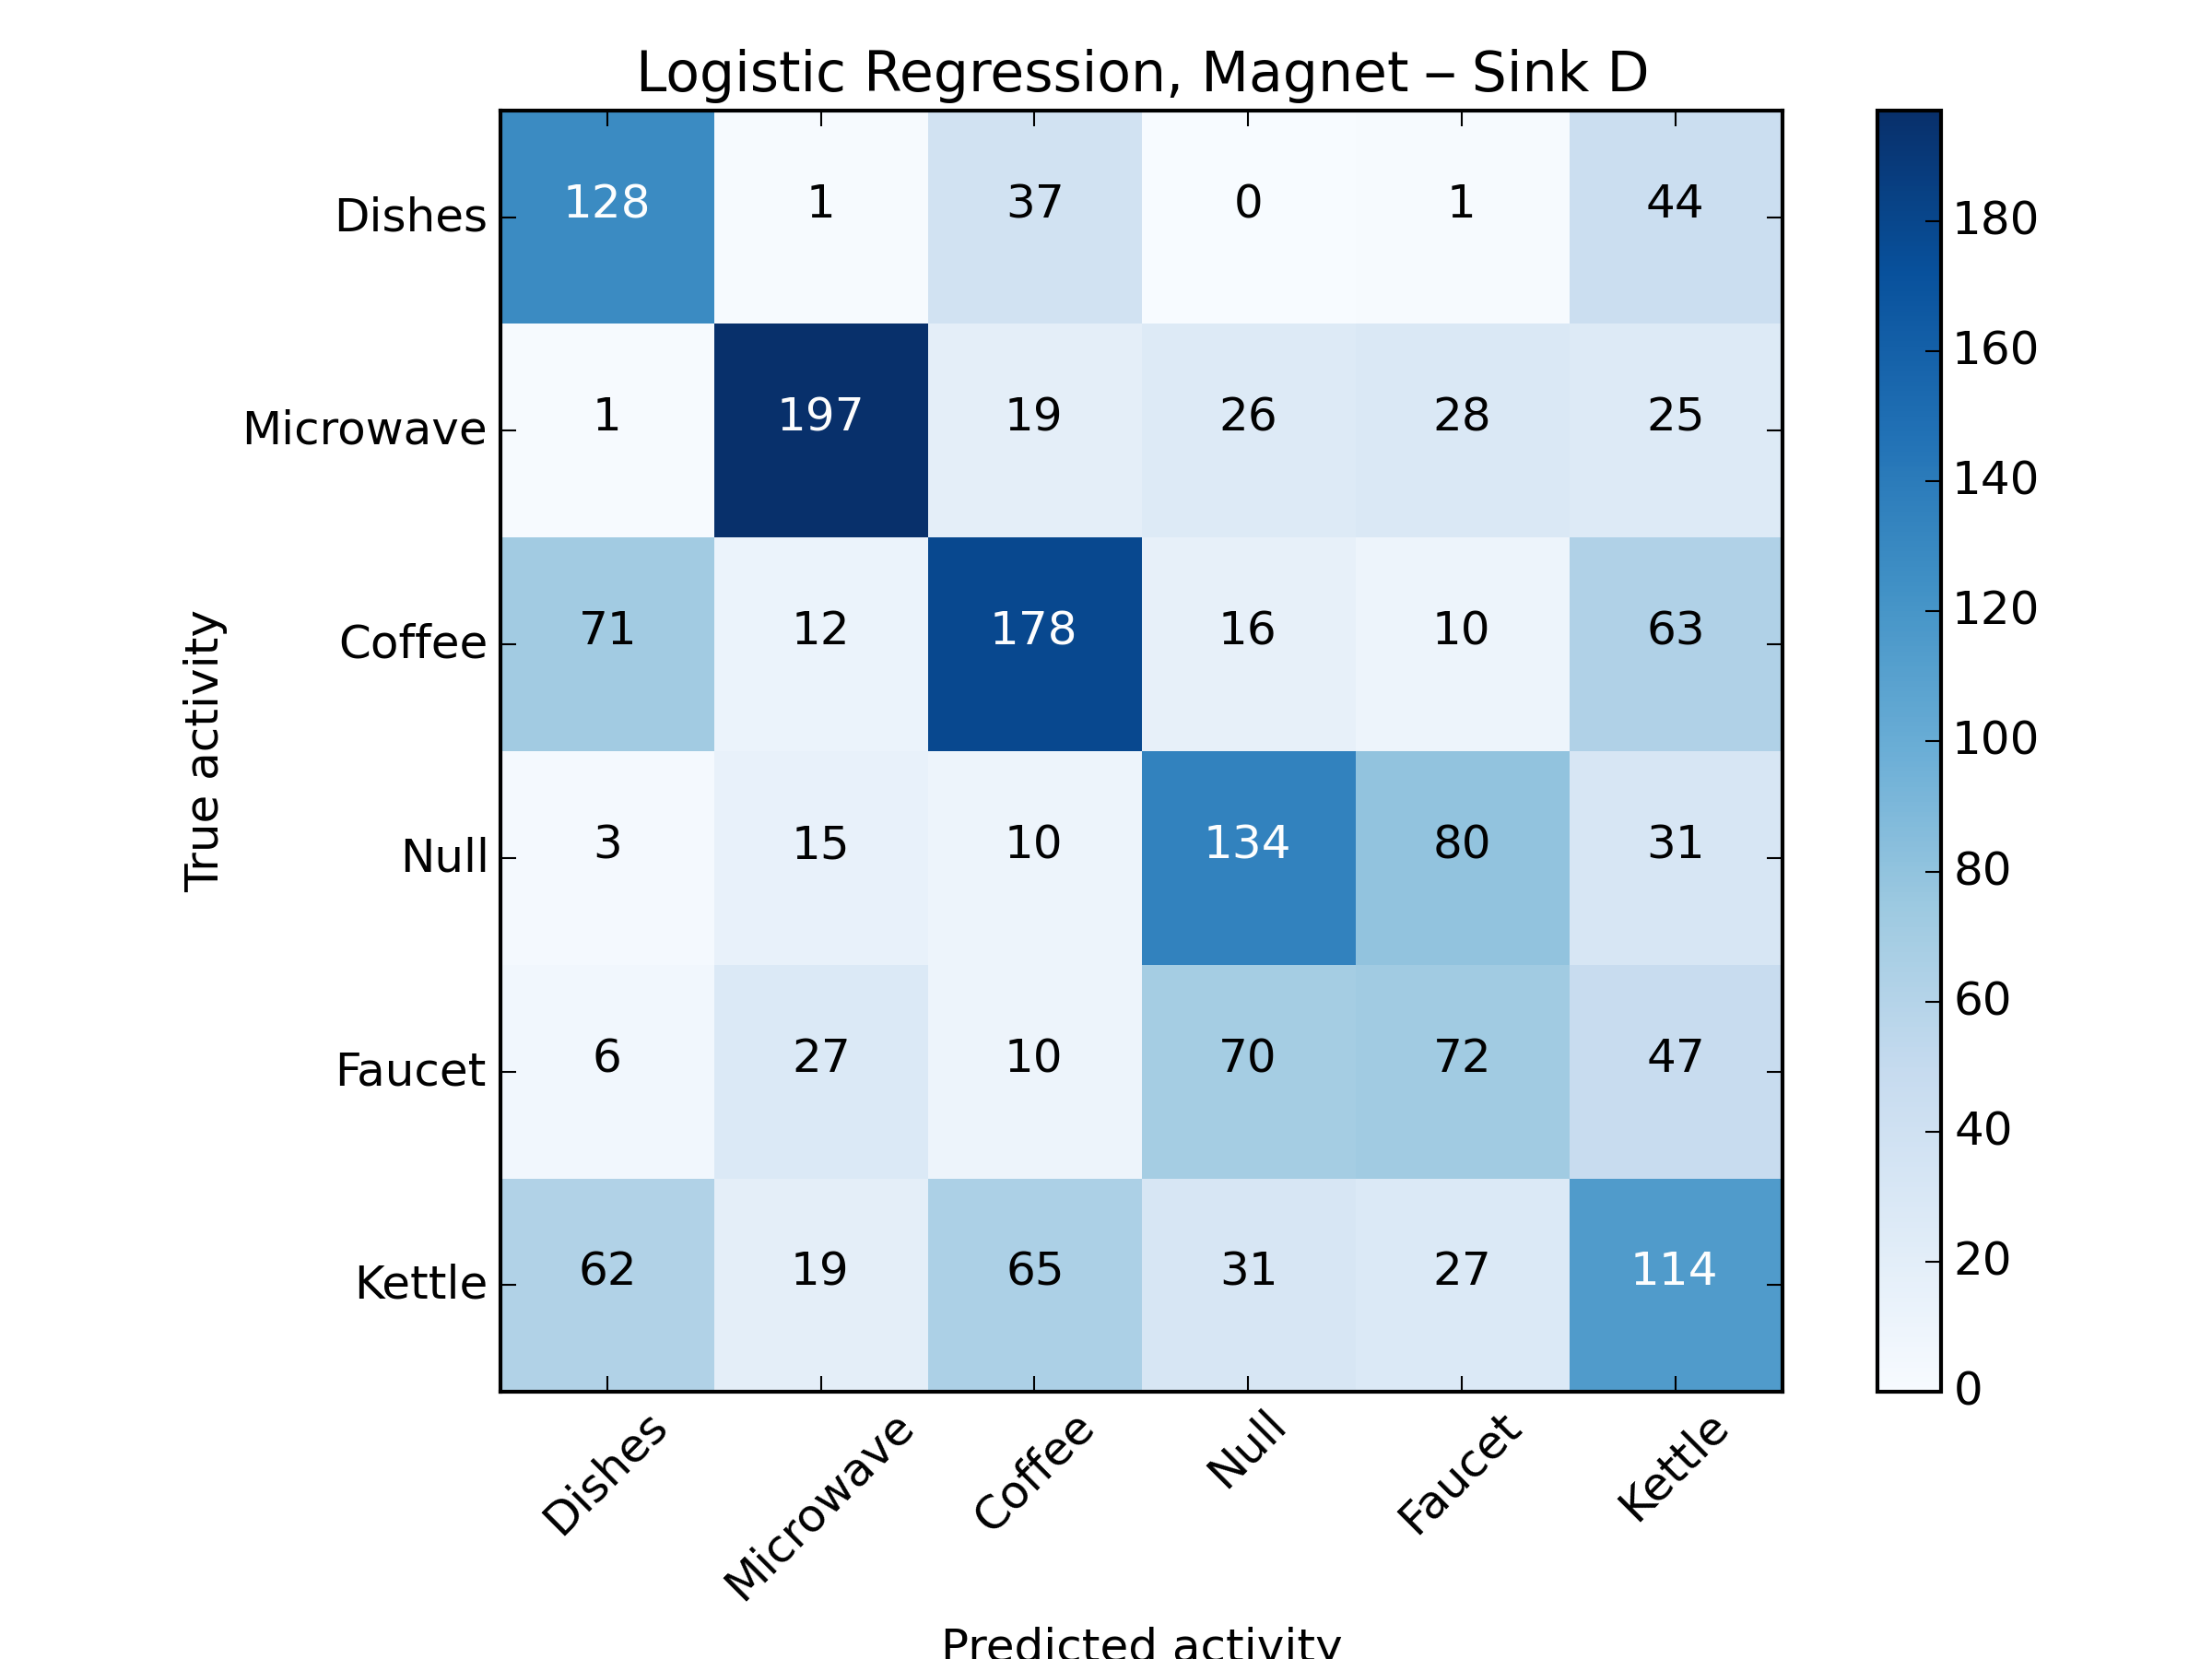 Logistic Regression, Magnet – Sink D
Dishes 128 1 37 0 1 44
Microwave 1 197 19 26 28 25
Coffee 71 12 178 16 10 63
Null 3 15 10 134 80 31
Faucet 6 27 10 70 72 47
Kettle 62 19 65 31 27 114
True activity
Dishes Microwave Coffee Null Faucet Kettle
Predicted activity
180
160
140
120
100
80
60
40
20
0